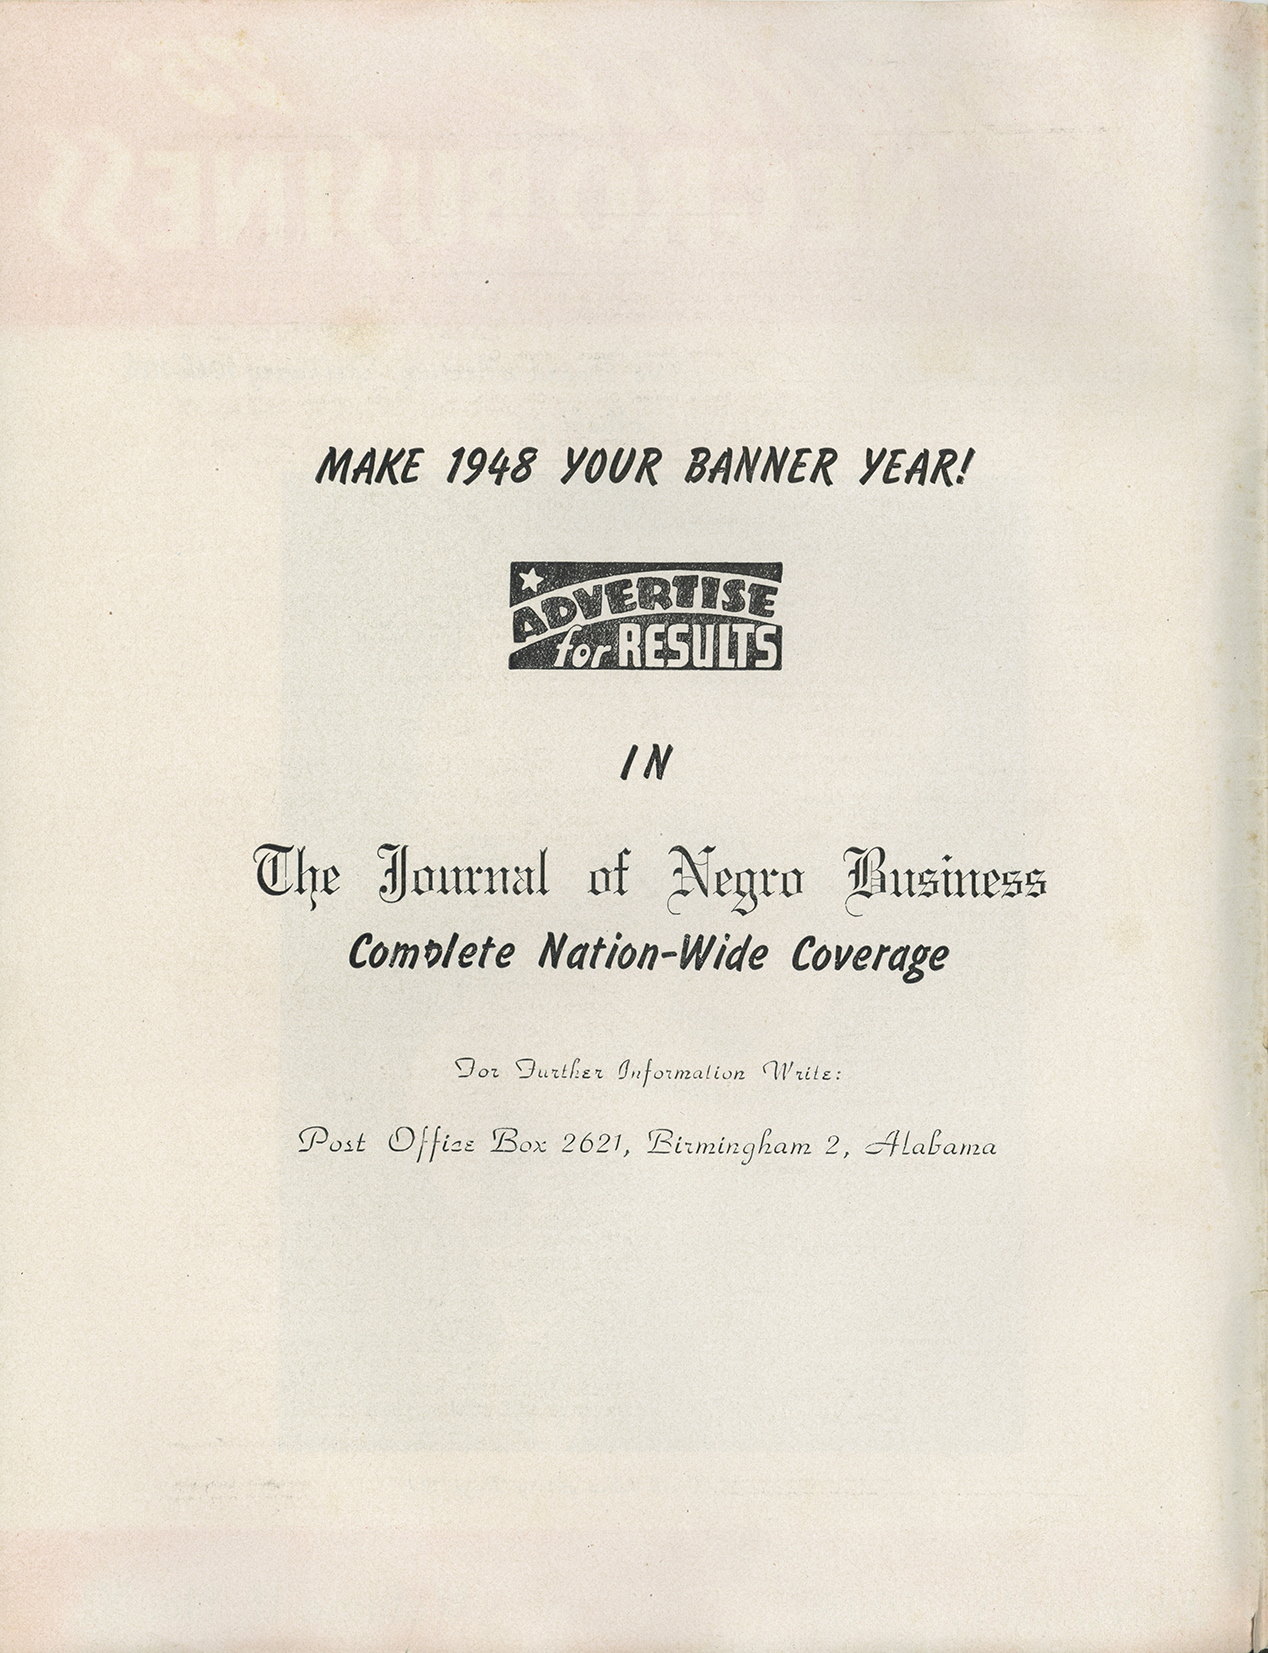 MAKE 1948 YOUR BANNER YEAR!
ADVERTISE
for RESULTS
IN
The Journal of Negro Business
Complete Nation-Wide Coverage
For Further Information Write:
Post Office Box 2621, Birmingham 2, Alabama